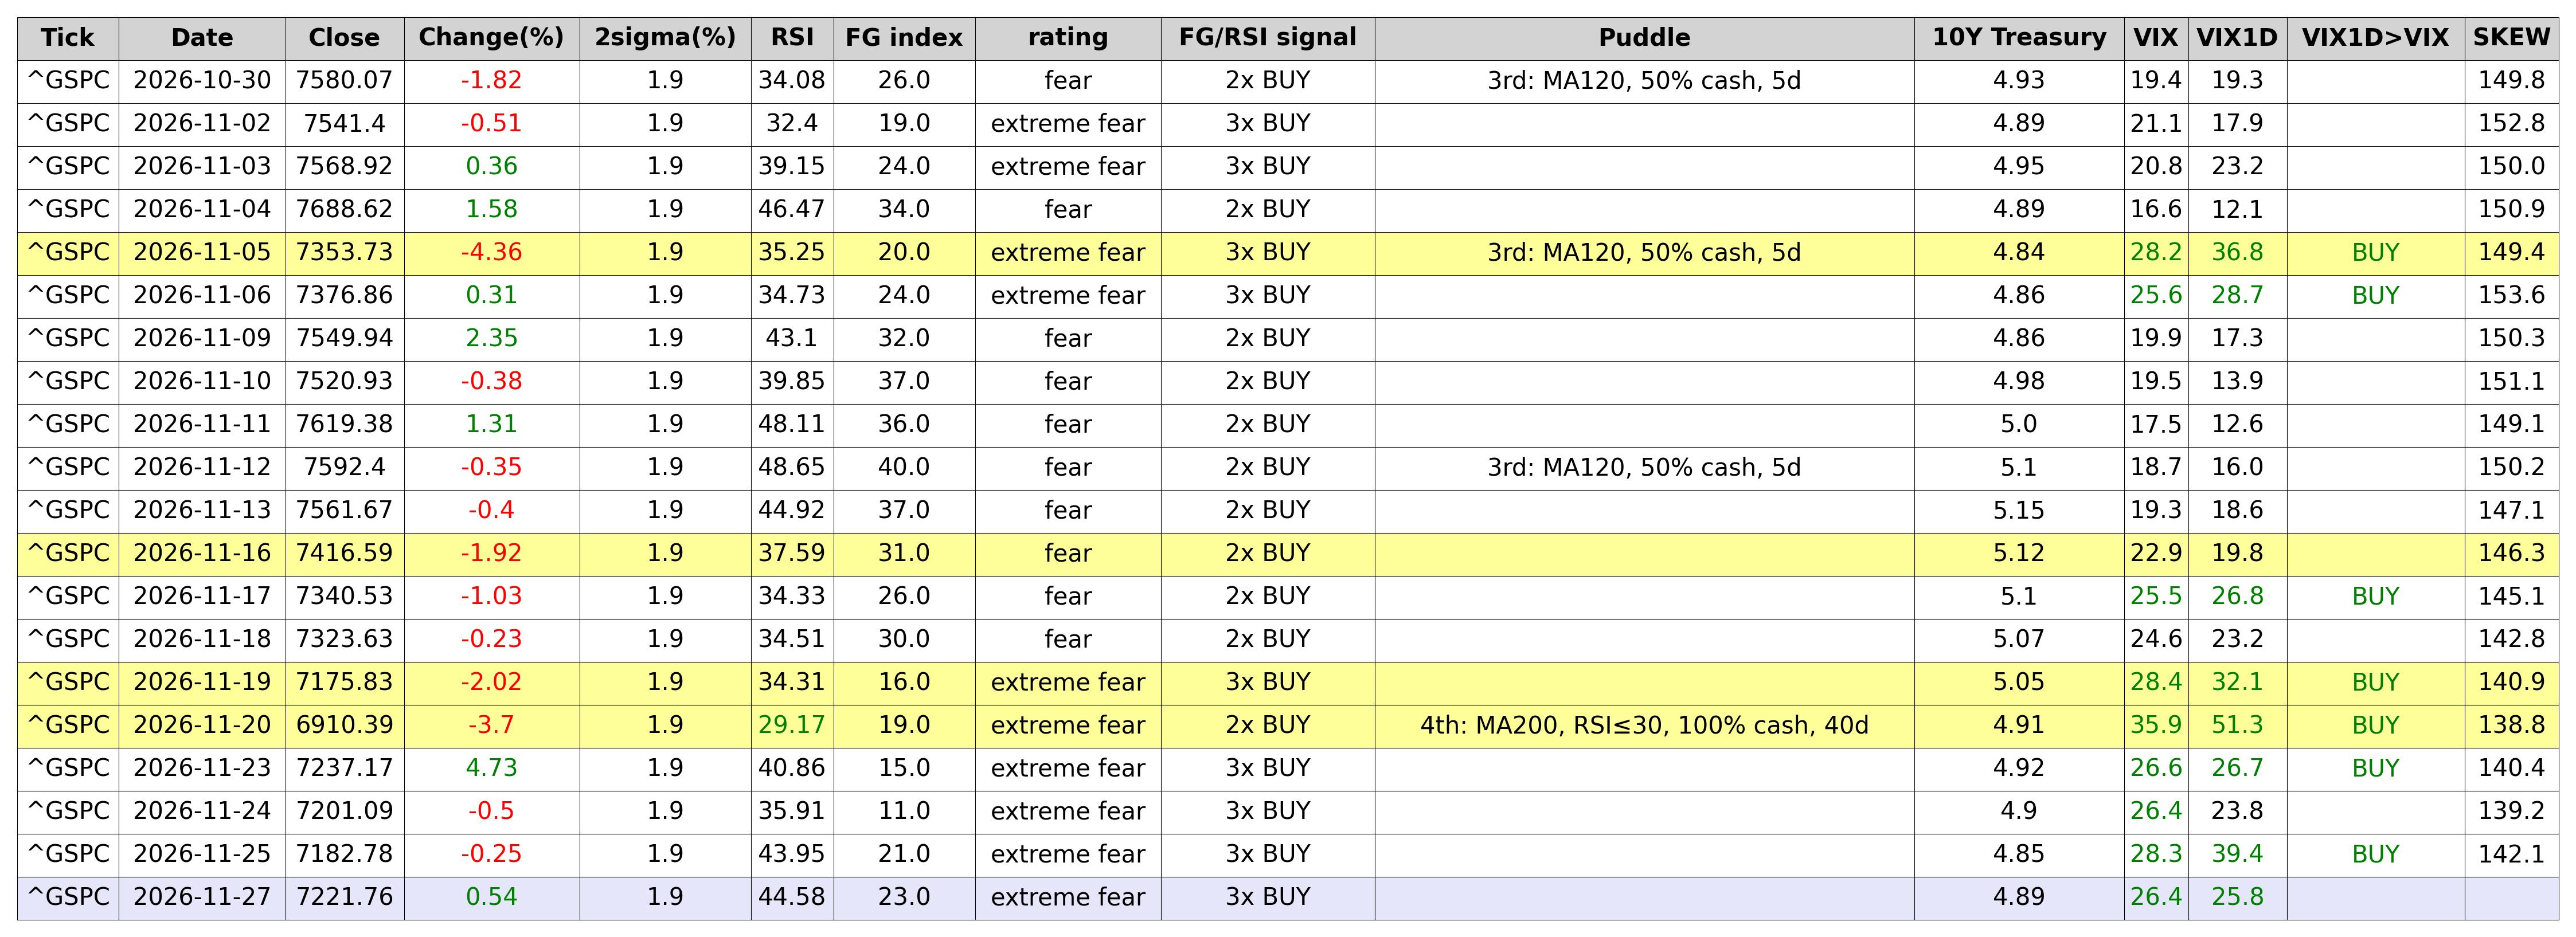 Tick Date Close Change(%) 2sigma(%) RSI FG index rating FG/RSI signal Puddle 10Y Treasury VIX VIX1D VIX1D>VIX SKEW
^GSPC 2026-10-30 7580.07 -1.82 1.9 34.08 26.0 fear 2x BUY 3rd: MA120, 50% cash, 5d 4.93 19.4 19.3 149.8
^GSPC 2026-11-02 7541.4 -0.51 1.9 32.4 19.0 extreme fear 3x BUY 4.89 21.1 17.9 152.8
^GSPC 2026-11-03 7568.92 0.36 1.9 39.15 24.0 extreme fear 3x BUY 4.95 20.8 23.2 150.0
^GSPC 2026-11-04 7688.62 1.58 1.9 46.47 34.0 fear 2x BUY 4.89 16.6 12.1 150.9
^GSPC 2026-11-05 7353.73 -4.36 1.9 35.25 20.0 extreme fear 3x BUY 3rd: MA120, 50% cash, 5d 4.84 28.2 36.8 BUY 149.4
^GSPC 2026-11-06 7376.86 0.31 1.9 34.73 24.0 extreme fear 3x BUY 4.86 25.6 28.7 BUY 153.6
^GSPC 2026-11-09 7549.94 2.35 1.9 43.1 32.0 fear 2x BUY 4.86 19.9 17.3 150.3
^GSPC 2026-11-10 7520.93 -0.38 1.9 39.85 37.0 fear 2x BUY 4.98 19.5 13.9 151.1
^GSPC 2026-11-11 7619.38 1.31 1.9 48.11 36.0 fear 2x BUY 5.0 17.5 12.6 149.1
^GSPC 2026-11-12 7592.4 -0.35 1.9 48.65 40.0 fear 2x BUY 3rd: MA120, 50% cash, 5d 5.1 18.7 16.0 150.2
^GSPC 2026-11-13 7561.67 -0.4 1.9 44.92 37.0 fear 2x BUY 5.15 19.3 18.6 147.1
^GSPC 2026-11-16 7416.59 -1.92 1.9 37.59 31.0 fear 2x BUY 5.12 22.9 19.8 146.3
^GSPC 2026-11-17 7340.53 -1.03 1.9 34.33 26.0 fear 2x BUY 5.1 25.5 26.8 BUY 145.1
^GSPC 2026-11-18 7323.63 -0.23 1.9 34.51 30.0 fear 2x BUY 5.07 24.6 23.2 142.8
^GSPC 2026-11-19 7175.83 -2.02 1.9 34.31 16.0 extreme fear 3x BUY 5.05 28.4 32.1 BUY 140.9
^GSPC 2026-11-20 6910.39 -3.7 1.9 29.17 19.0 extreme fear 2x BUY 4th: MA200, RSI≤30, 100% cash, 40d 4.91 35.9 51.3 BUY 138.8
^GSPC 2026-11-23 7237.17 4.73 1.9 40.86 15.0 extreme fear 3x BUY 4.92 26.6 26.7 BUY 140.4
^GSPC 2026-11-24 7201.09 -0.5 1.9 35.91 11.0 extreme fear 3x BUY 4.9 26.4 23.8 139.2
^GSPC 2026-11-25 7182.78 -0.25 1.9 43.95 21.0 extreme fear 3x BUY 4.85 28.3 39.4 BUY 142.1
^GSPC 2026-11-27 7221.76 0.54 1.9 44.58 23.0 extreme fear 3x BUY 4.89 26.4 25.8